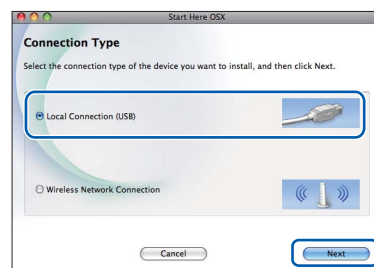 Start Here OSX
Connection Type
Select the connection type of the device you want to install, and then click Next.
Local Connection (USB)
Wireless Network Connection
Cancel
Next